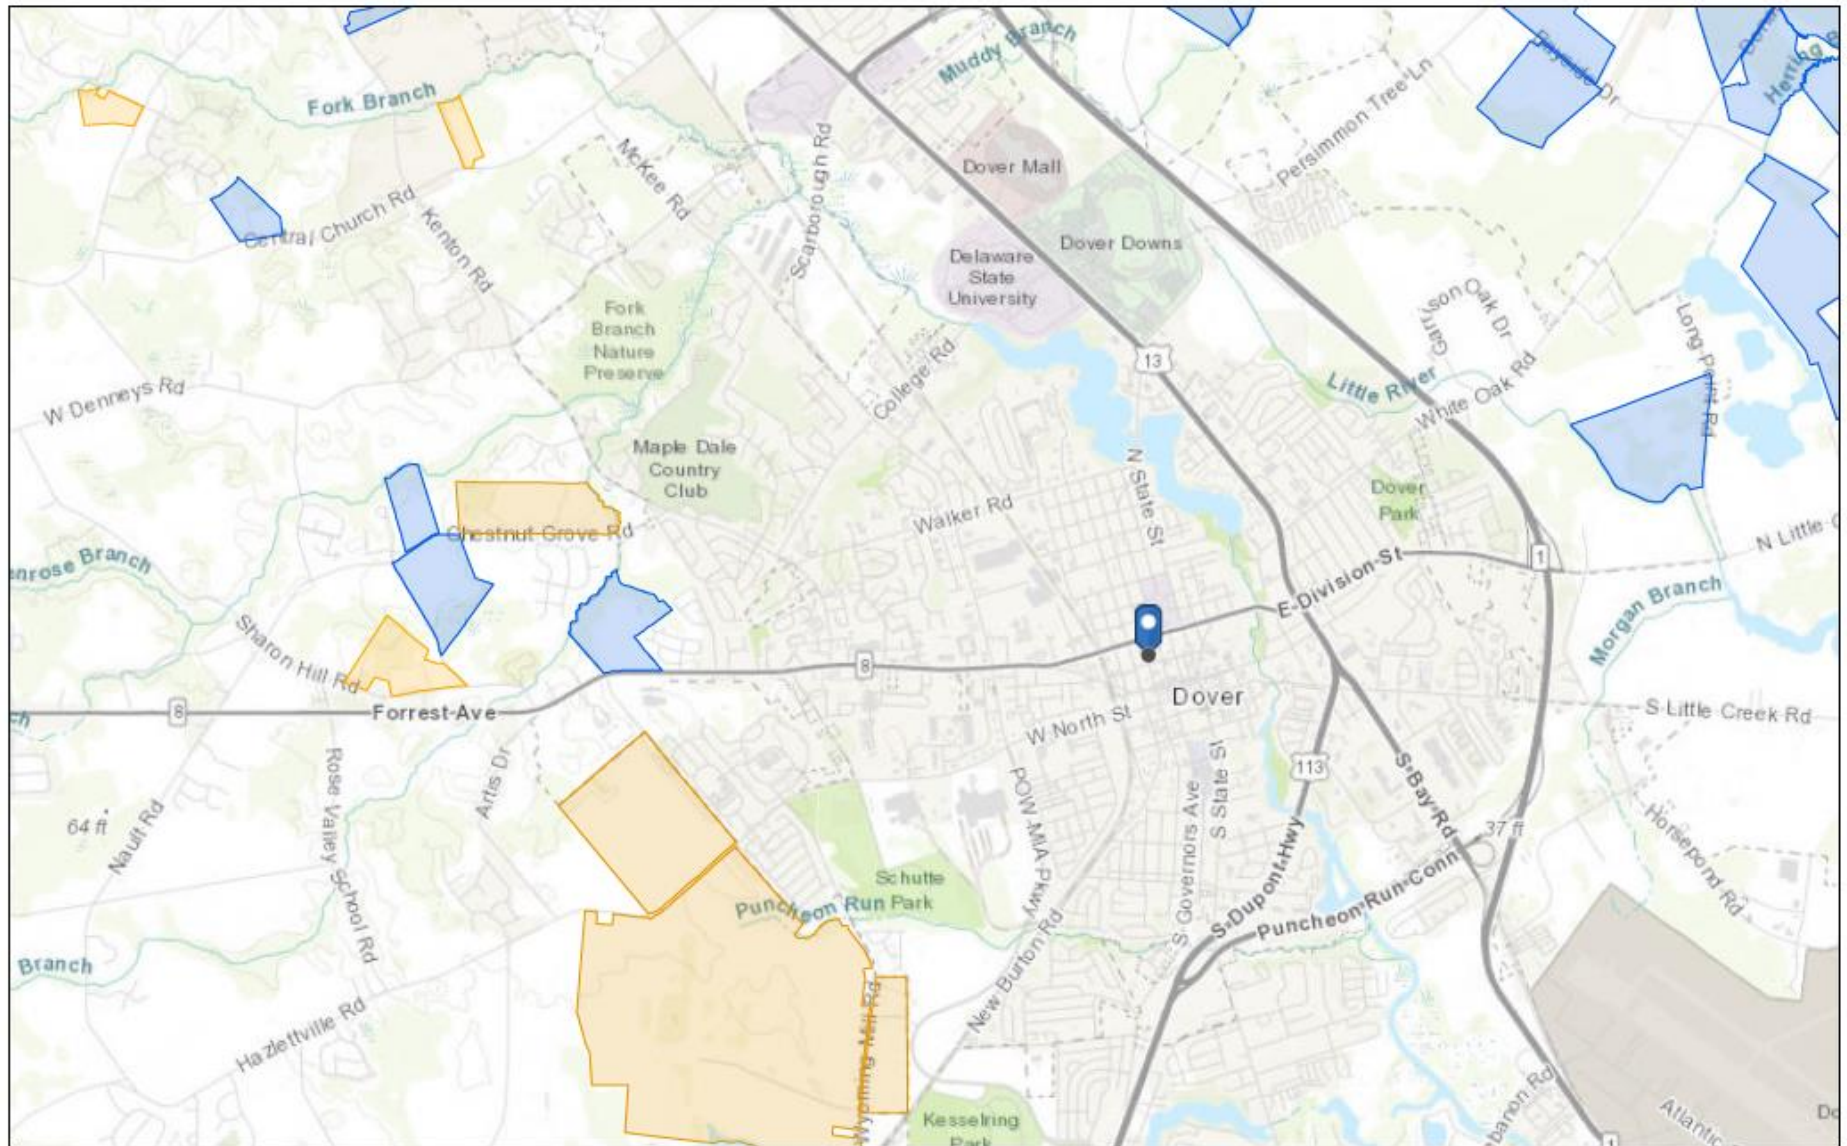 Muddy Branch
Bayside Dr
Fork Branch
Persimmon Tree Ln
McKee Rd
Scarborough Rd
Dover Mall
Central Church Rd
Kenton Rd
Dover Downs
Delaware
State
University
Fork
Branch
Nature
Preserve
Garrison Oak Dr
Long Point Rd
13
College Rd
Little River
White Oak Rd
W Denneys Rd
Maple Dale
Country
Club
N State St
Dover
Park
Walker Rd
Chestnut Grove Rd
N Little
1
E Division St
Branch
Morgan Branch
Sharon Hill Rd
8
Dover
8
Forrest Ave
W North St
S Little Creek Rd
113
S Bay Rd
Artis Dr
Rose Valley School Rd
POW-MIA Pkwy
S Governors Ave
S State St
64 ft
Nault Rd
37 ft
Horsepond Rd
Schutte
Park
Puncheon Run
S Dupont Hwy
Puncheon Run Conn
Branch
New Burton Rd
Hazlettville Rd
Wyoming Mill Rd
Kesselring
Park
1